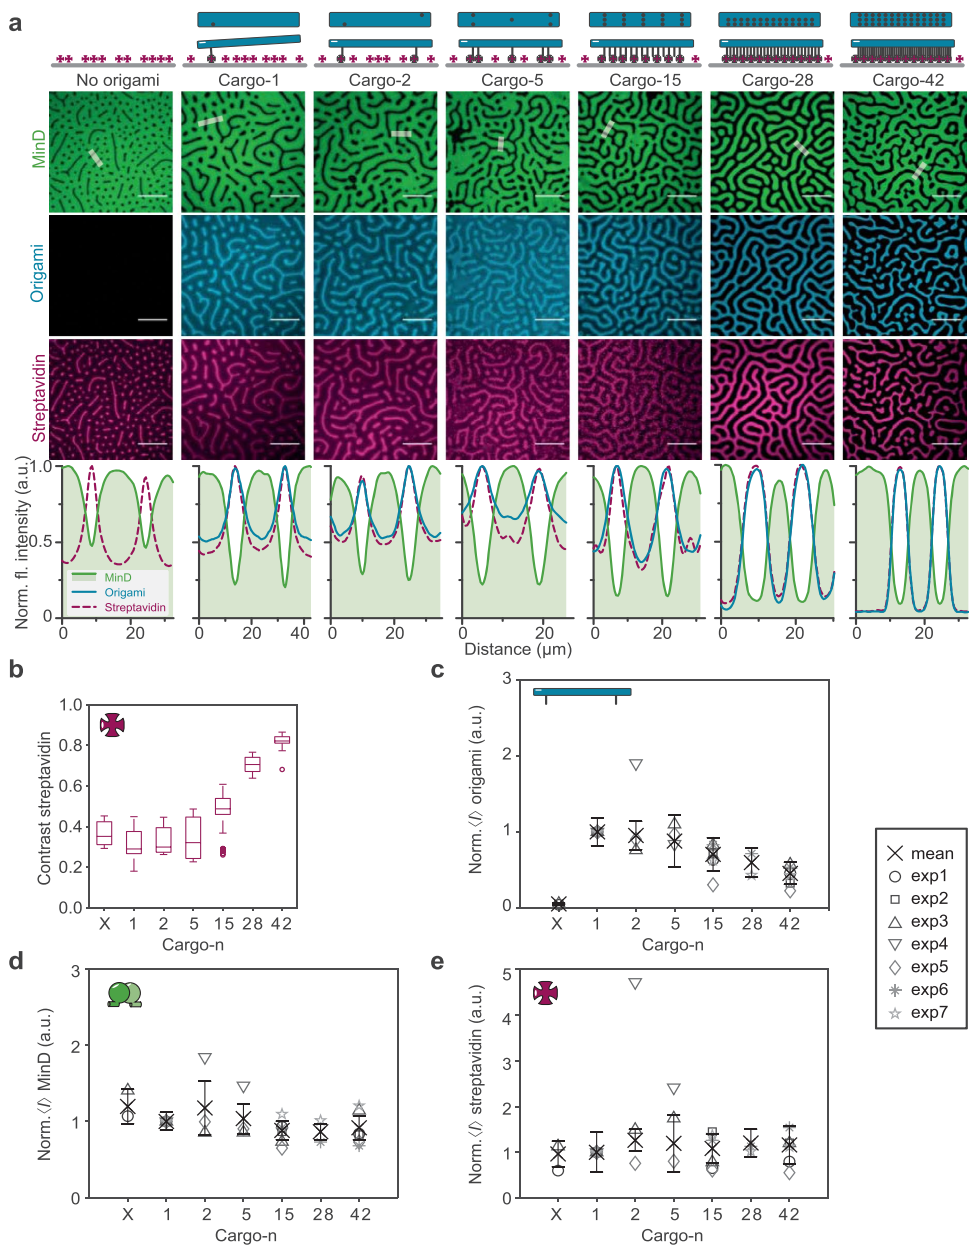 a
No origami Cargo-1 Cargo-2 Cargo-5 Cargo-15 Cargo-28 Cargo-42
MinD
Origami
Streptavidin
Norm. fl. intensity (a.u.)
1.0
0.5
0
MinD
Origami
Streptavidin
0 20 0 20 40 0 20 0 20 0 20 0 20 0 20
Distance (µm)
b
Contrast streptavidin
1.0
0.8
0.6
0.4
0.2
0.0
X 1 2 5 15 28 42
Cargo-n
c
Norm.⟨I⟩ origami (a.u.)
3
2
1
0
X 1 2 5 15 28 42
Cargo-n
mean
exp1
exp2
exp3
exp4
exp5
exp6
exp7
d
Norm.⟨I⟩ MinD (a.u.)
3
2
1
0
X 1 2 5 15 28 42
Cargo-n
e
Norm.⟨I⟩ streptavidin (a.u.)
5
4
3
2
1
0
X 1 2 5 15 28 42
Cargo-n